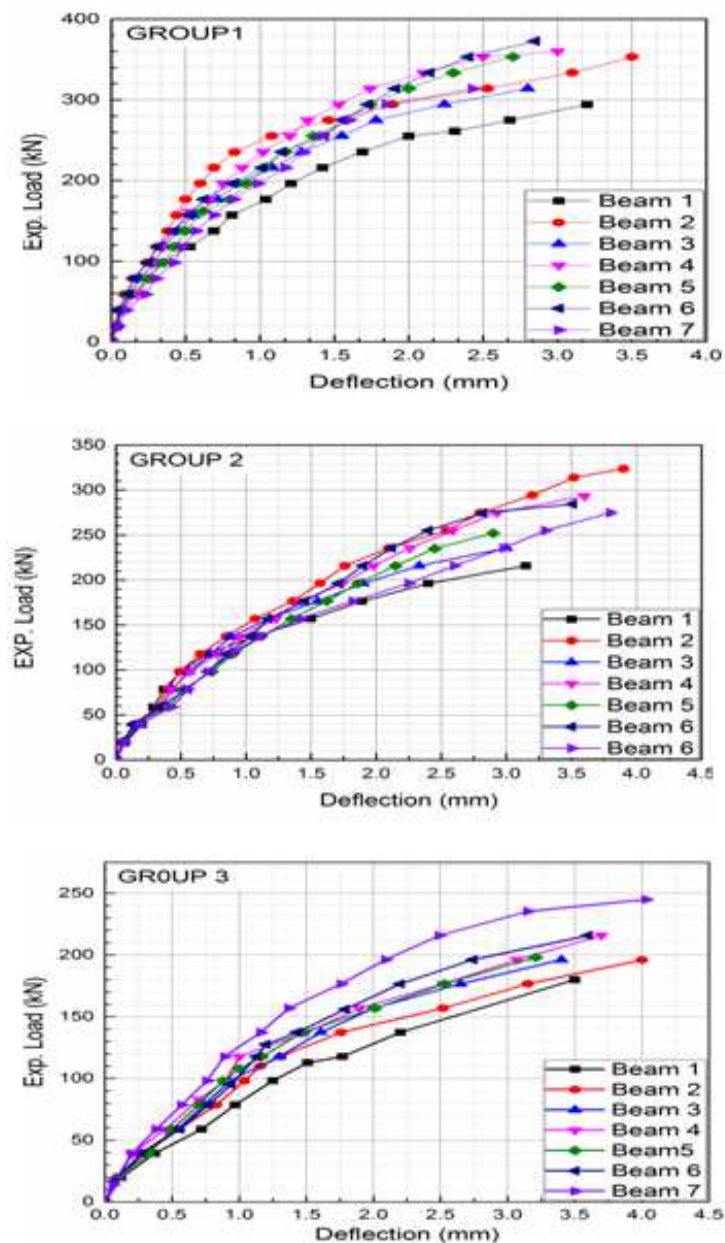 GROUP1
400
300
200
100
0
Exp. Load (kN)
Beam 1
Beam 2
Beam 3
Beam 4
Beam 5
Beam 6
Beam 7
0.0 0.5 1.0 1.5 2.0 2.5 3.0 3.5 4.0
Deflection (mm)
GROUP 2
350
300
250
200
150
100
50
0
EXP. Load (kN)
Beam 1
Beam 2
Beam 3
Beam 4
Beam 5
Beam 6
Beam 6
0.0 0.5 1.0 1.5 2.0 2.5 3.0 3.5 4.0 4.5
Deflection (mm)
GR0UP 3
250
200
150
100
50
0
Exp. Load (kN)
Beam 1
Beam 2
Beam 3
Beam 4
Beam5
Beam 6
Beam 7
0.0 0.5 1.0 1.5 2.0 2.5 3.0 3.5 4.0 4.5
Deflection (mm)